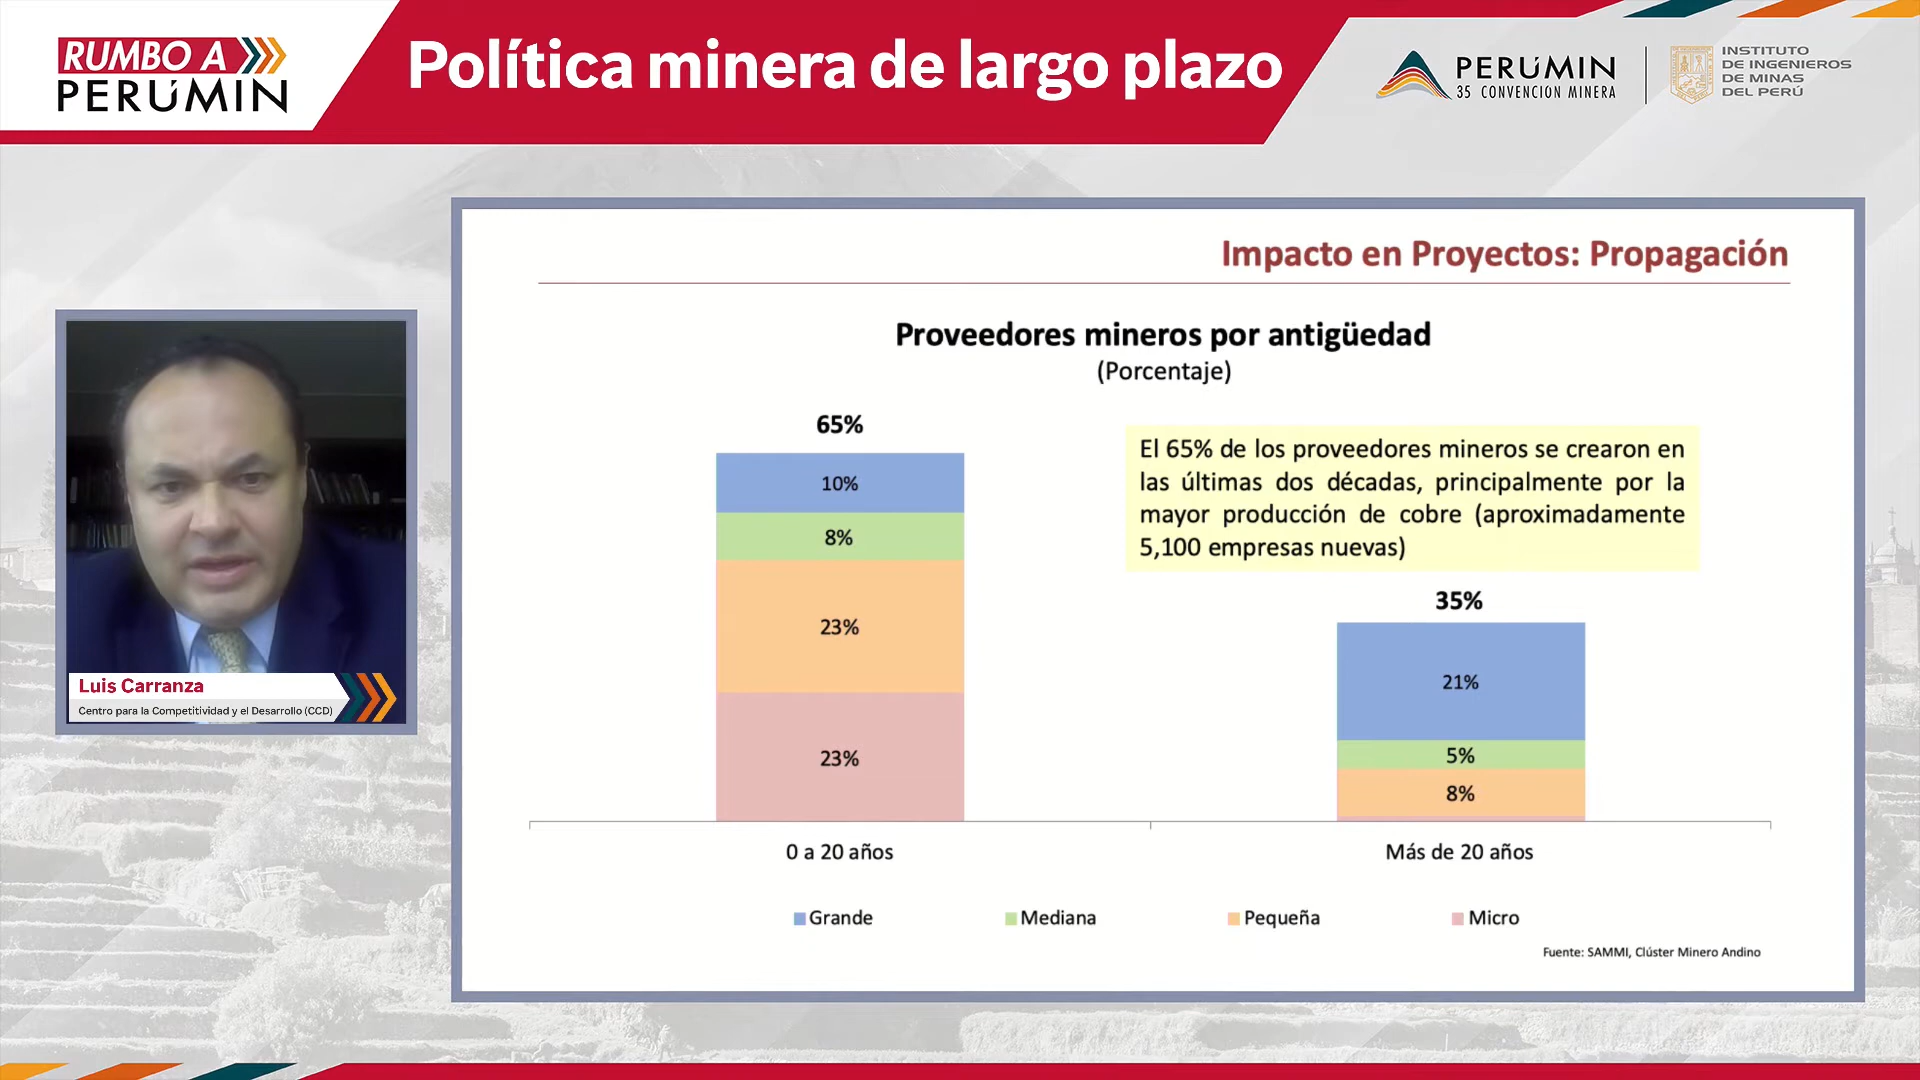 RUMBO A
PERÚMIN
Política minera de largo plazo
PERÚMIN
35 CONVENCIÓN MINERA
INSTITUTO
DE INGENIEROS
DE MINAS
DEL PERÚ
Impacto en Proyectos: Propagación
Proveedores mineros por antigüedad
(Porcentaje)
65%
10%
8%
23%
23%
El 65% de los proveedores mineros se crearon en
las últimas dos décadas, principalmente por la
mayor producción de cobre (aproximadamente
5,100 empresas nuevas)
35%
21%
5%
8%
0 a 20 años
Más de 20 años
Grande
Mediana
Pequeña
Micro
Fuente: SAMMI, Clúster Minero Andino
Luis Carranza
Centro para la Competitividad y el Desarrollo (CCD)